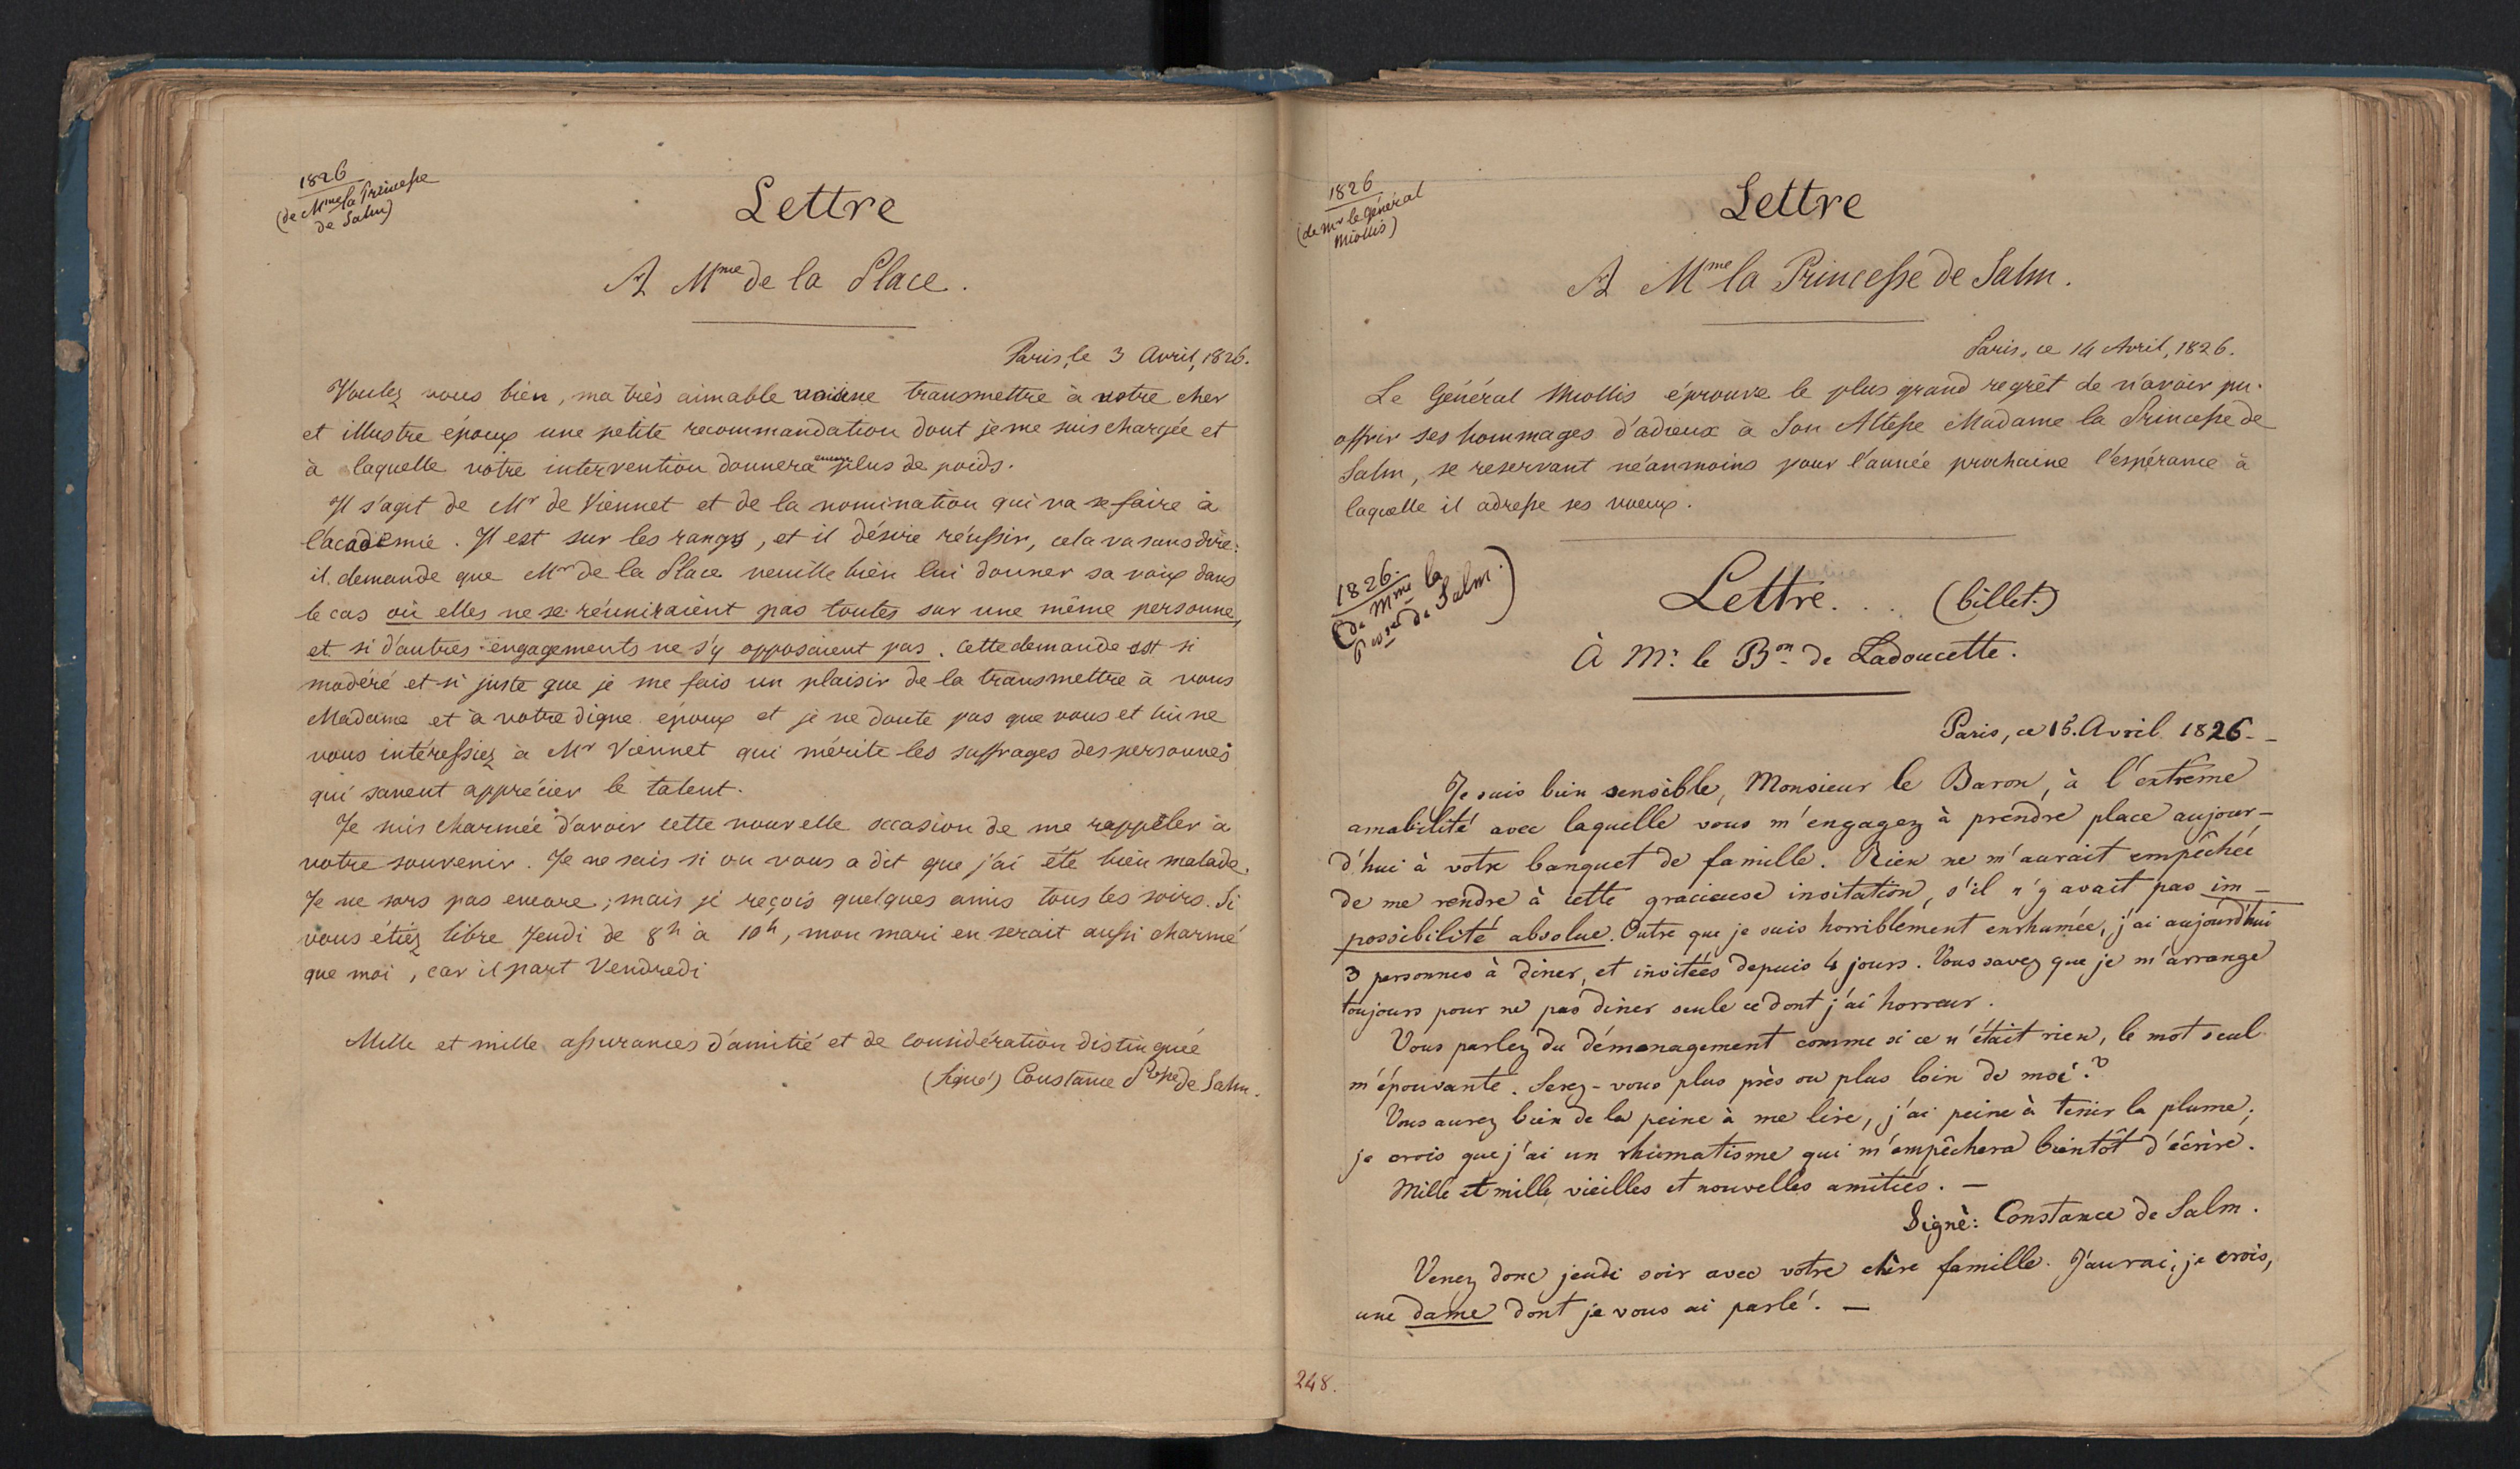 1826
(de Mme la Princesse
de Salm)
Lettre
A Mme de la Place.
Paris, le 3 Avril, 1826.
Voulez vous bien, ma très aimable voisine transmettre à votre cher
et illustre époux une petite recommandation dont je me suis chargée et
à laquelle votre intervention donnera encore plus de poids.
Il s'agit de Mr de Viennet et de la nomination qui va se faire à
l'académie. Il est sur les rangs, et il désire réussir, cela va sans dire:
il demande que Mr de la Place veuille bien lui donner sa voix dans
le cas où elles ne se réuniraient pas toutes sur une même personne,
et si d'autres engagements ne s'y opposaient pas. Cette demande est si
modéré et si juste que je me fais un plaisir de la transmettre à vous
Madame et à votre digne époux et je ne doute pas que vous et lui ne
vous intéressiez à Mr Viennet qui mérite les suffrages des personnes
qui savent apprécier le talent.
Je suis charmée d'avoir cette nouvelle occasion de me rappeler à
votre souvenir. Je ne sais si on vous a dit que j'ai été bien malade.
Je ne sors pas encore; mais je reçois quelques amis tous les soirs. Si
vous étiez libre Jeudi de 8h à 10h, mon mari en serait aussi charmé
que moi, car il part Vendredi
Mille et mille assurances d'amitié et de considération distinguée
(Signé) Constance Psse de Salm.
1826
(de Mr le Général
Miollis)
Lettre
A Mme la Princesse de Salm.
Paris, ce 14 Avril, 1826.
Le Général Miollis éprouve le plus grand regrêt de n'avoir pu
offrir ses hommages d'adieux à Son Altesse Madame la Princesse de
Salm, se reservant néanmoins pour l'année prochaine l'espérance à
laquelle il adresse ses vœux.
1826.
(de Mme la
Pesse de Salm.)
Lettre. . . (billet.)
À Mr. le Bon. de Ladoucette.
Paris, ce 15. Avril 1826. -
Je suis bien sensible, Monsieur le Baron, à l'extrême
amabilité avec laquelle vous m'engagez à prendre place aujour-
d'hui à votre banquet de famille. Rien ne m'aurait empêchée
de me rendre à cette gracieuse invitation, s'il n'y avait pas im-
possibilité absolue. Outre que je suis horriblement enrhumée, j'ai aujourd'hui
3 personnes à diner, et invitées depuis 4 jours. Vous savez que je m'arrange
toujours pour ne pas diner seule ce dont j'ai horreur.
Vous parlez du démenagement comme si ce n'était rien, le mot seul
m'épouvante. Serez-vous plus près ou plus loin de moi?
Vous aurez bien de la peine à me lire, j'ai peine à tenir la plume;
je crois que j'ai un rhumatisme qui m'empêchera bientôt d'écrire.
Mille et mille vieilles et nouvelles amitiés. —
Signé: Constance de Salm.
Venez donc jeudi soir avec votre chère famille. J'aurai, je crois,
une dame dont je vous ai parlé. —
248.